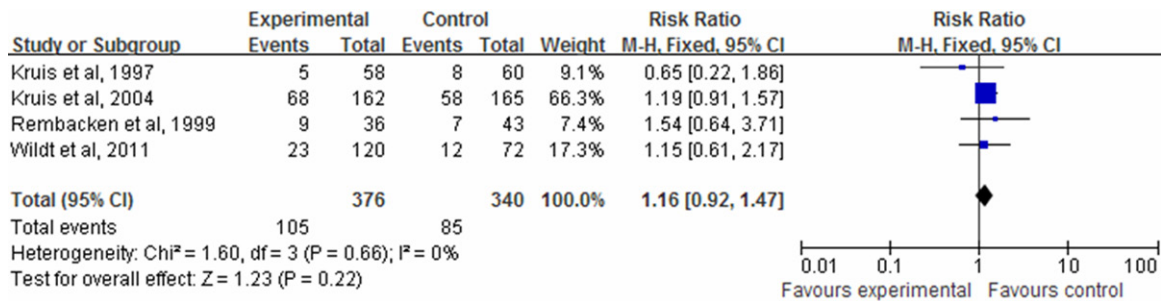 Experimental Control Risk Ratio Risk Ratio
Study or Subgroup Events Total Events Total Weight M-H, Fixed, 95% CI M-H, Fixed, 95% CI
Kruis et al, 1997 5 58 8 60 9.1% 0.65 [0.22, 1.86]
Kruis et al, 2004 68 162 58 165 66.3% 1.19 [0.91, 1.57]
Rembacken et al, 1999 9 36 7 43 7.4% 1.54 [0.64, 3.71]
Wildt et al, 2011 23 120 12 72 17.3% 1.15 [0.61, 2.17]
Total (95% CI) 376 340 100.0% 1.16 [0.92, 1.47]
Total events 105 85
Heterogeneity: Chi² = 1.60, df = 3 (P = 0.66); I² = 0%
Test for overall effect: Z = 1.23 (P = 0.22)
0.01 0.1 1 10 100
Favours experimental Favours control